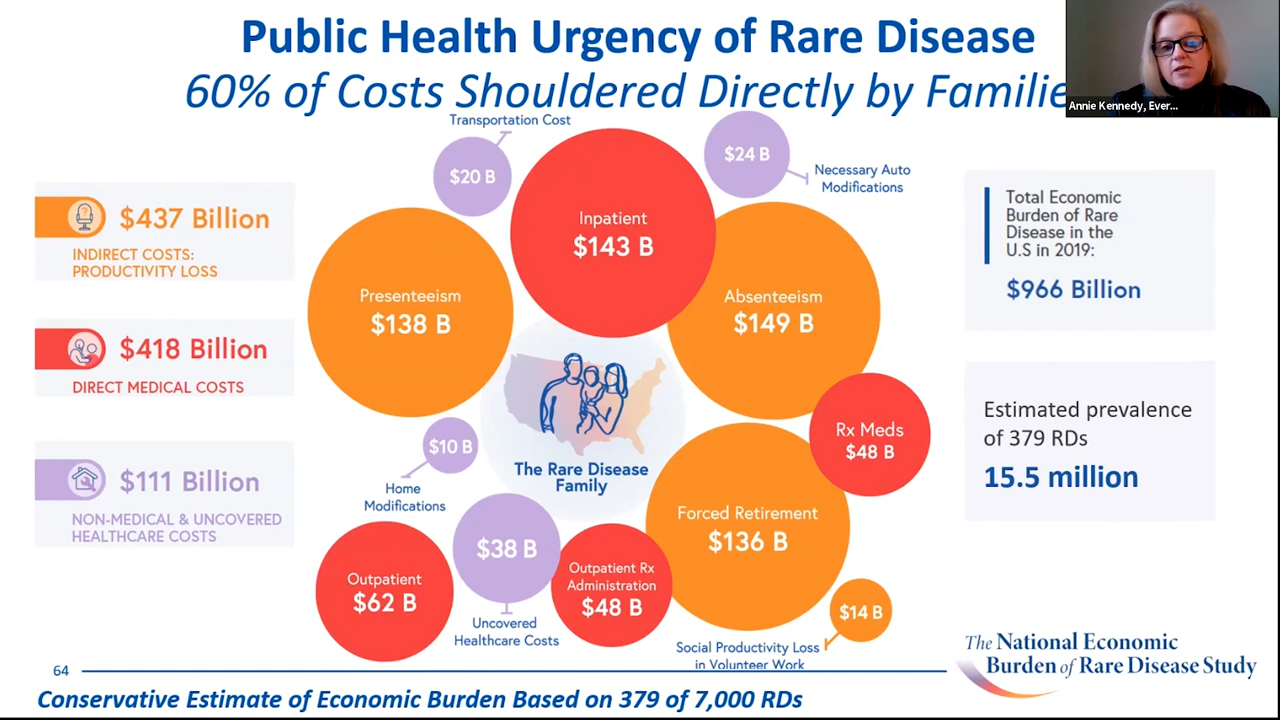 Public Health Urgency of Rare Disease
60% of Costs Shouldered Directly by Familie
Annie Kennedy, Ever...
$437 Billion
INDIRECT COSTS:
PRODUCTIVITY LOSS
$418 Billion
DIRECT MEDICAL COSTS
$111 Billion
NON-MEDICAL & UNCOVERED
HEALTHCARE COSTS
Transportation Cost
$20 B
Inpatient
$143 B
$24 B
Necessary Auto
Modifications
Presenteeism
$138 B
Absenteeism
$149 B
The Rare Disease
Family
Rx Meds
$48 B
$10 B
Home
Modifications
Forced Retirement
$136 B
Outpatient
$62 B
$38 B
Uncovered
Healthcare Costs
Outpatient Rx
Administration
$48 B
$14 B
Social Productivity Loss
in Volunteer Work
Total Economic
Burden of Rare
Disease in the
U.S in 2019:
$966 Billion
Estimated prevalence
of 379 RDs
15.5 million
The National Economic
Burden of Rare Disease Study
64
Conservative Estimate of Economic Burden Based on 379 of 7,000 RDs